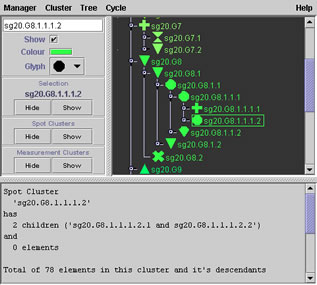 Manager Cluster Tree Cycle Help
sg20.G8.1.1.1.2
Show
Colour
Glyph
Selection
sg20.G8.1.1.1.2
Hide Show
Spot Clusters
Hide Show
Measurement Clusters
Hide Show
sg20.G7
sg20.G7.1
sg20.G7.2
sg20.G8
sg20.G8.1
sg20.G8.1.1
sg20.G8.1.1.1
sg20.G8.1.1.1.1
sg20.G8.1.1.1.2
sg20.G8.1.1.2
sg20.G8.1.2
sg20.G8.2
sg20.G9
Spot Cluster
'sg20.G8.1.1.1.2'
has
2 children ('sg20.G8.1.1.1.2.1 and sg20.G8.1.1.1.2.2')
and
0 elements
Total of 78 elements in this cluster and it's descendants